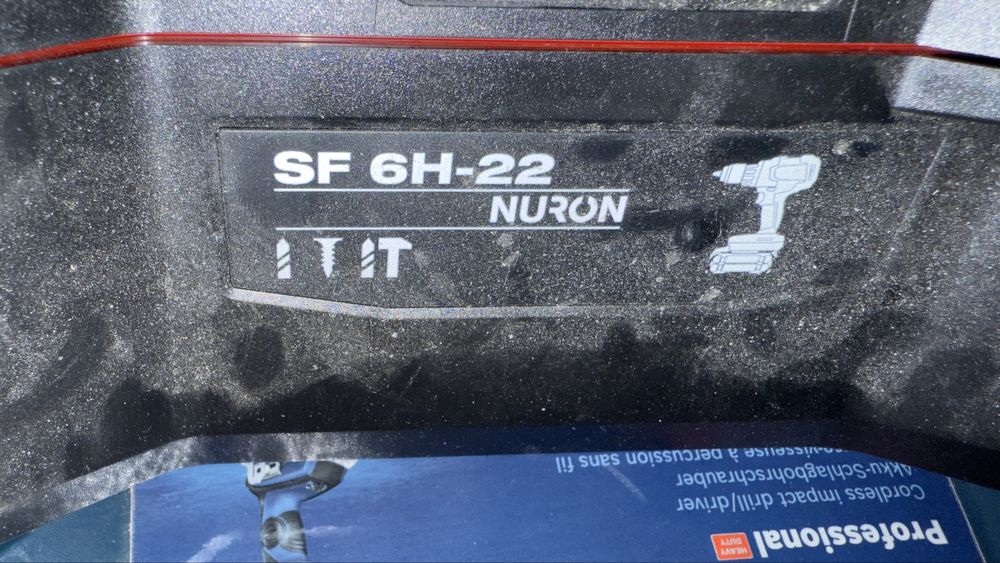 SF 6H-22
NURON
Professional HEAVY DUTY
Cordless impact drill/driver
Akku-Schlagbohrschrauber
à percussion sans fil